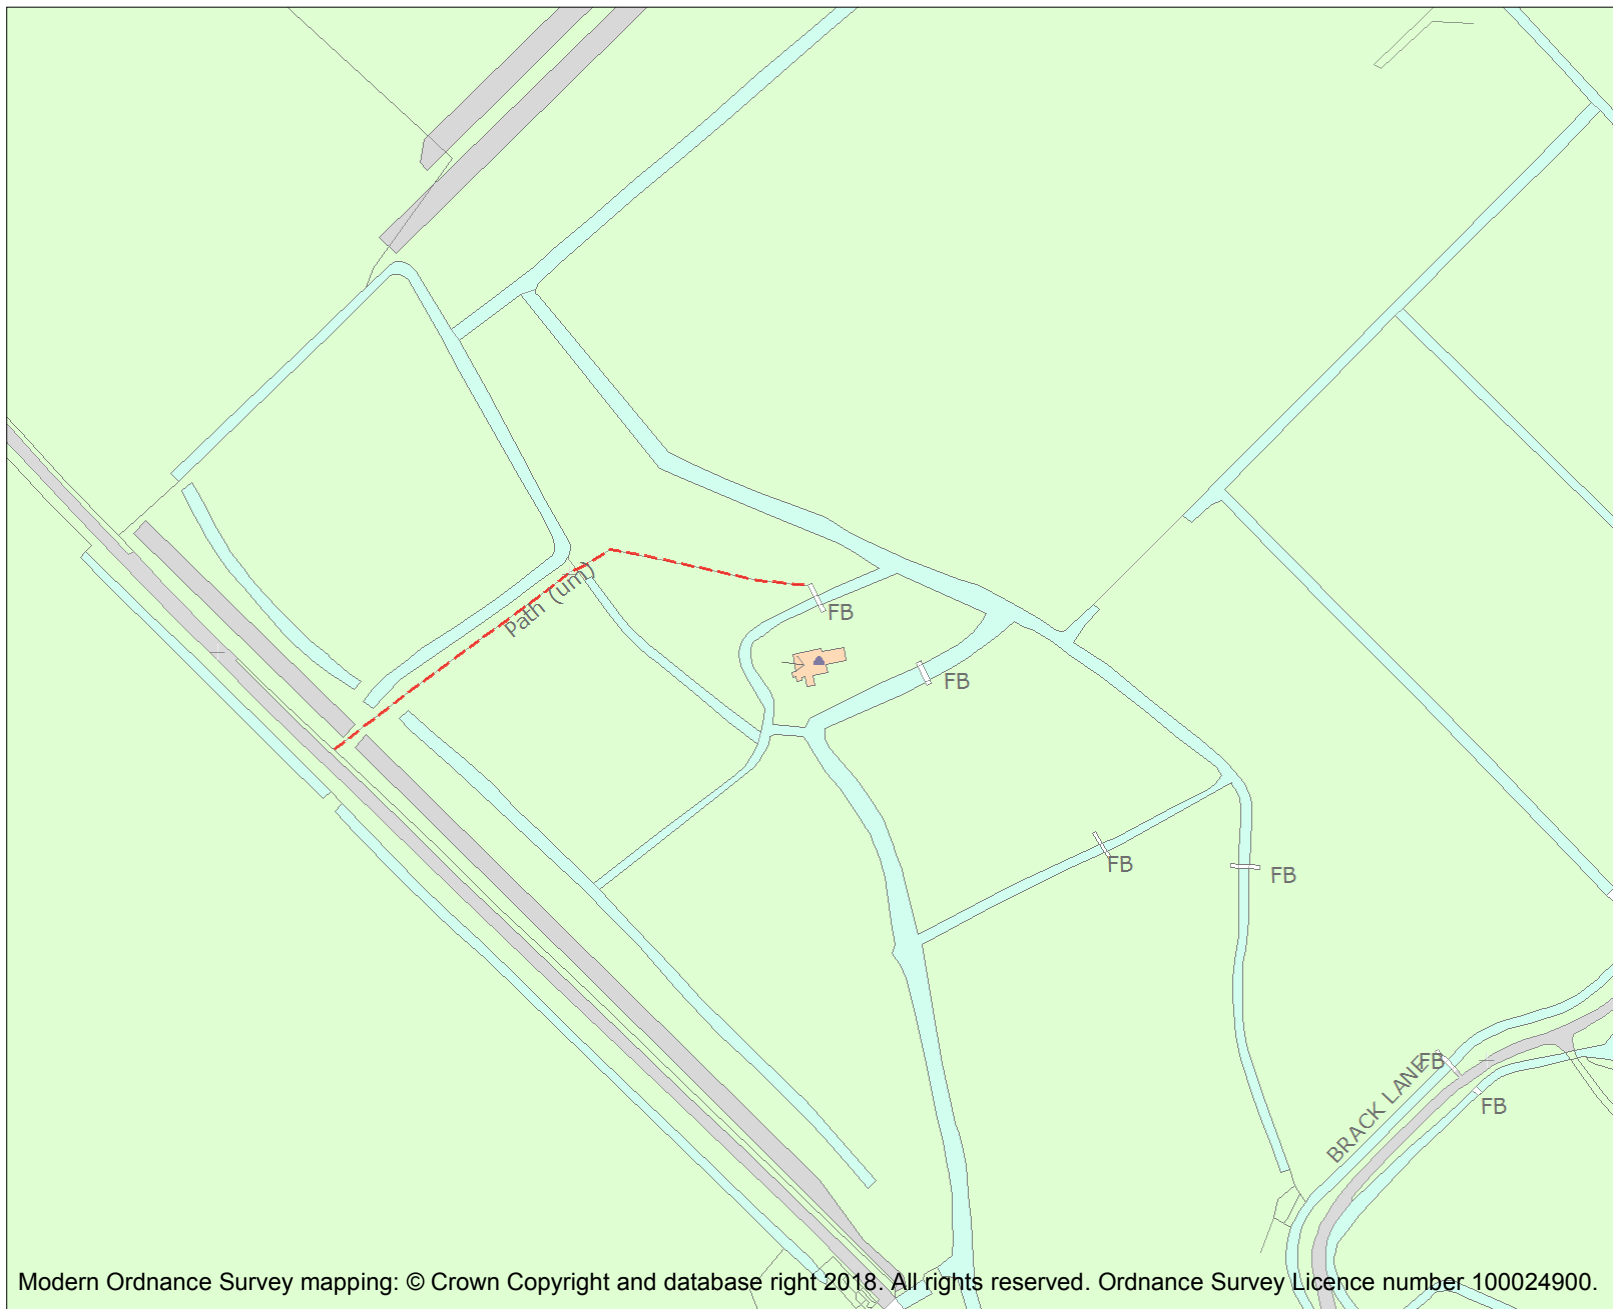 Path (um)
FB
FB
FB
FB
BRACK LANE
FB
FB
Modern Ordnance Survey mapping: © Crown Copyright and database right 2018. All rights reserved. Ordnance Survey Licence number 100024900.